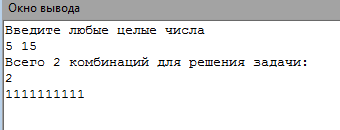 Окно вывода
Введите любые целые числа
5 15
Всего 2 комбинаций для решения задачи:
2
1111111111